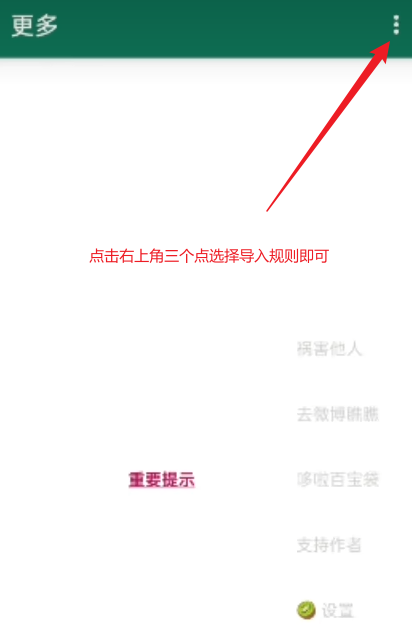 更多
点击右上角三个点选择导入规则即可
祸害他人
去微博瞧瞧
重要提示
哆啦百宝袋
支持作者
设置